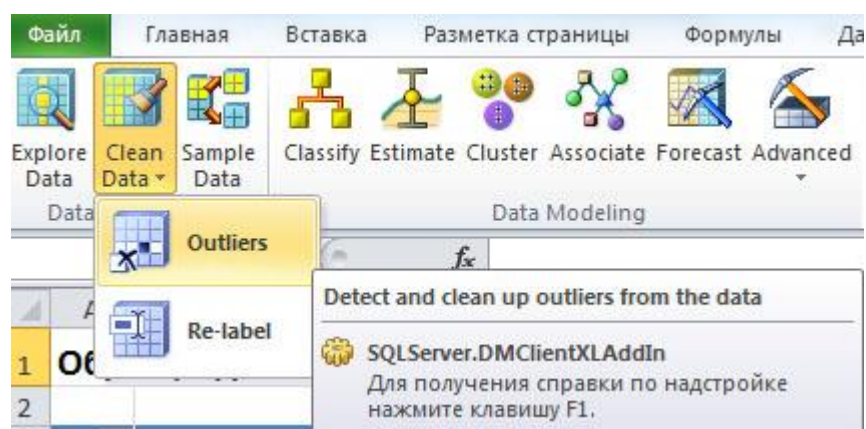 Файл Главная Вставка Разметка страницы Формулы
Explore Data Clean Data Sample Data Classify Estimate Cluster Associate Forecast Advanced
Data Data Modeling
Outliers
fx
Re-label
Detect and clean up outliers from the data
SQLServer.DMClientXLAddIn
Для получения справки по надстройке
нажмите клавишу F1.
1
2